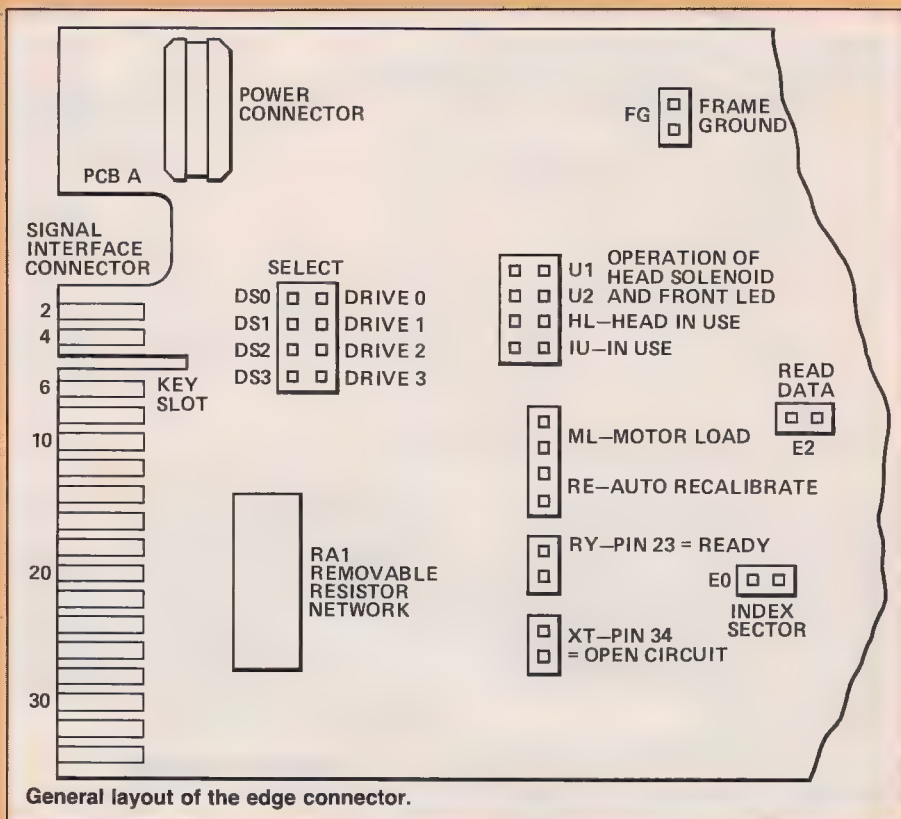 POWER
CONNECTOR
FG
FRAME
GROUND
PCB A
SIGNAL
INTERFACE
CONNECTOR
SELECT
DS0 DRIVE 0
DS1 DRIVE 1
DS2 DRIVE 2
DS3 DRIVE 3
U1 OPERATION OF
HEAD SOLENOID
U2 AND FRONT LED
HL–HEAD IN USE
IU–IN USE
2
4
6
KEY
SLOT
10
20
30
READ
DATA
E2
ML–MOTOR LOAD
RE–AUTO RECALIBRATE
RA1
REMOVABLE
RESISTOR
NETWORK
RY–PIN 23 = READY
E0
INDEX
SECTOR
XT–PIN 34
= OPEN CIRCUIT
General layout of the edge connector.